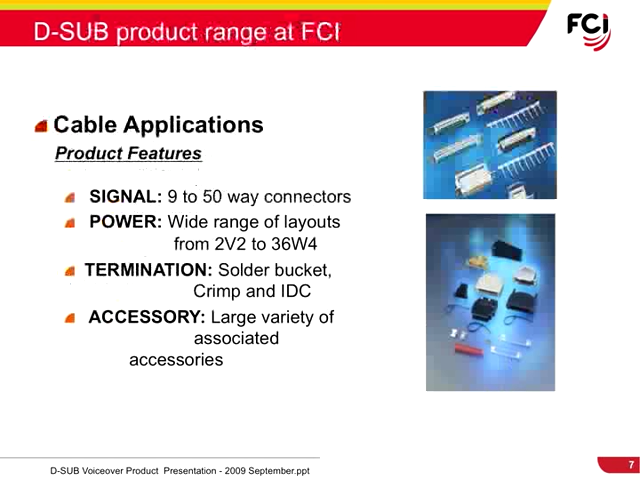 D-SUB product range at FCI
FCI
Cable Applications
Product Features
SIGNAL: 9 to 50 way connectors
POWER: Wide range of layouts
from 2V2 to 36W4
TERMINATION: Solder bucket,
Crimp and IDC
ACCESSORY: Large variety of
associated
accessories
D-SUB Voiceover Product Presentation - 2009 September.ppt
7